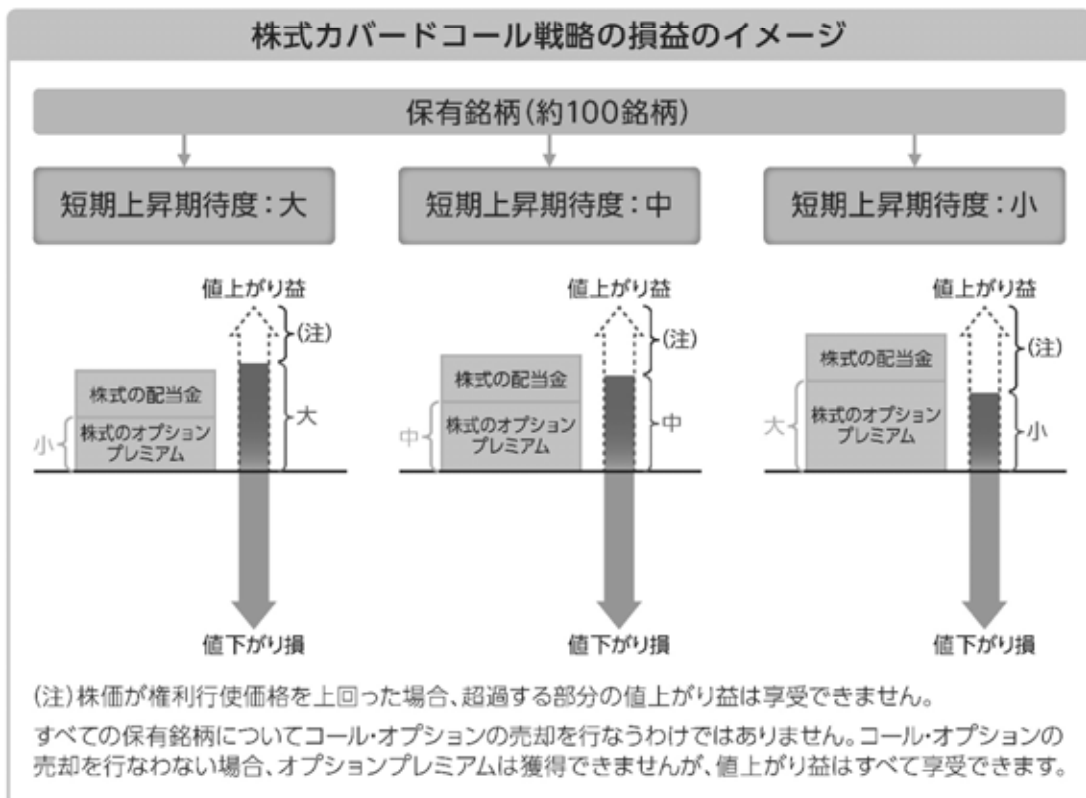 株式カバードコール戦略の損益のイメージ
保有銘柄(約100銘柄)
短期上昇期待度:大
短期上昇期待度:中
短期上昇期待度:小
値上がり益
(注)
株式の配当金
株式のオプション
プレミアム
小
大
値下がり損
値上がり益
(注)
株式の配当金
株式のオプション
プレミアム
中
中
値下がり損
値上がり益
(注)
株式の配当金
株式のオプション
プレミアム
大
小
値下がり損
(注)株価が権利行使価格を上回った場合、超過する部分の値上がり益は享受できません。
すべての保有銘柄についてコール・オプションの売却を行なうわけではありません。コール・オプションの
売却を行なわない場合、オプションプレミアムは獲得できませんが、値上がり益はすべて享受できます。